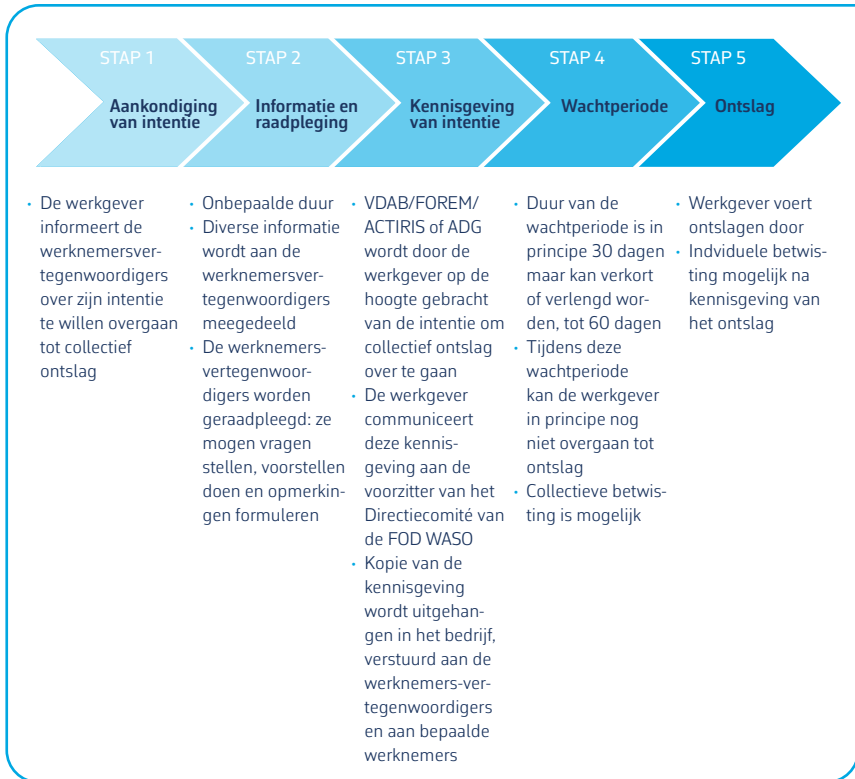 STAP 1
Aankondiging
van intentie
STAP 2
Informatie en
raadpleging
STAP 3
Kennisgeving
van intentie
STAP 4
Wachtperiode
STAP 5
Ontslag
• De werkgever
informeert de
werknemersver-
tegenwoordigers
over zijn intentie
te willen overgaan
tot collectief
ontslag
• Onbepaalde duur
• Diverse informatie
wordt aan de
werknemersver-
tegenwoordigers
meegedeeld
• De werknemers-
vertegenwoor-
digers worden
geraadpleegd: ze
mogen vragen
stellen, voorstellen
doen en opmerkin-
gen formuleren
• VDAB/FOREM/
ACTIRIS of ADG
wordt door de
werkgever op de
hoogte gebracht
van de intentie om
collectief ontslag
over te gaan
• De werkgever
communiceert
deze kennis-
geving aan de
voorzitter van het
Directiecomité van
de FOD WASO
• Kopie van de
kennisgeving
wordt uitgehan-
gen in het bedrijf,
verstuurd aan de
werknemers-ver-
tegenwoordigers
en aan bepaalde
werknemers
• Duur van de
wachtperiode is in
principe 30 dagen
maar kan verkort
of verlengd wor-
den, tot 60 dagen
• Tijdens deze
wachtperiode
kan de werkgever
in principe nog
niet overgaan tot
ontslag
• Collectieve betwis-
ting is mogelijk
• Werkgever voert
ontslagen door
• Indviduele betwis-
ting mogelijk na
kennisgeving van
het ontslag